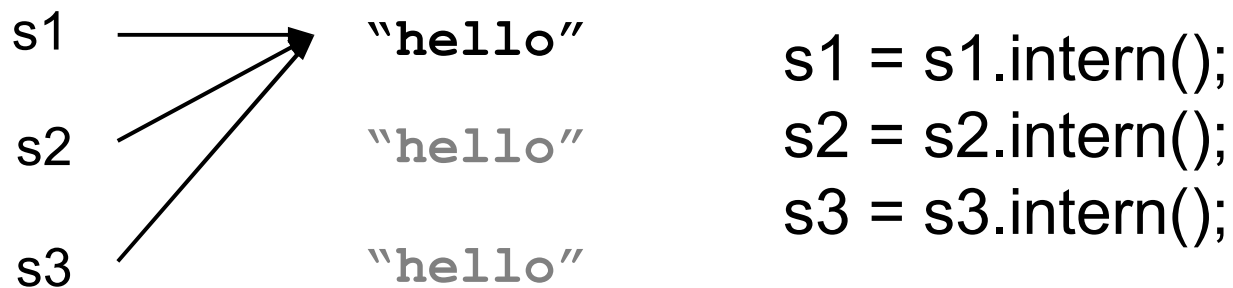 s1 “hello”
s2 “hello”
s3 “hello”
s1 = s1.intern();
s2 = s2.intern();
s3 = s3.intern();